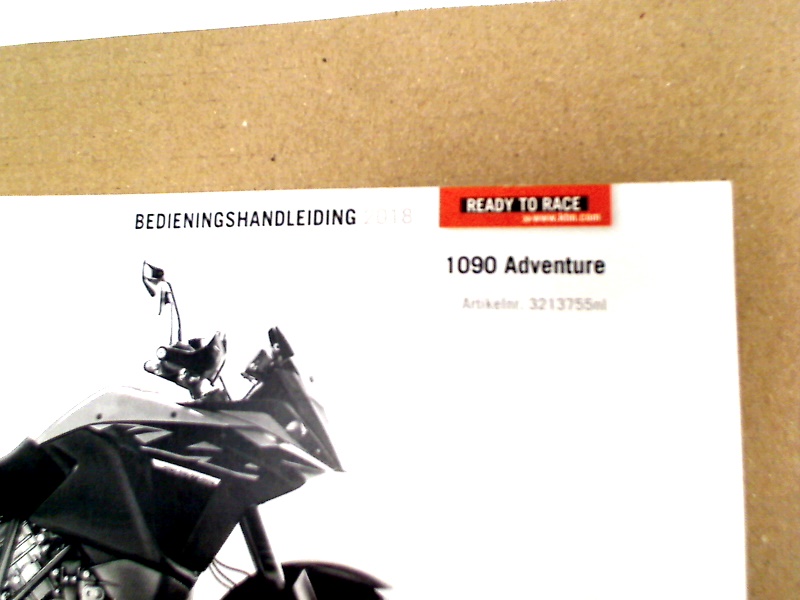 BEDIENINGSHANDLEIDING 2018
READY TO RACE
www.ktm.com
1090 Adventure
Artikelnr. 3213755nl